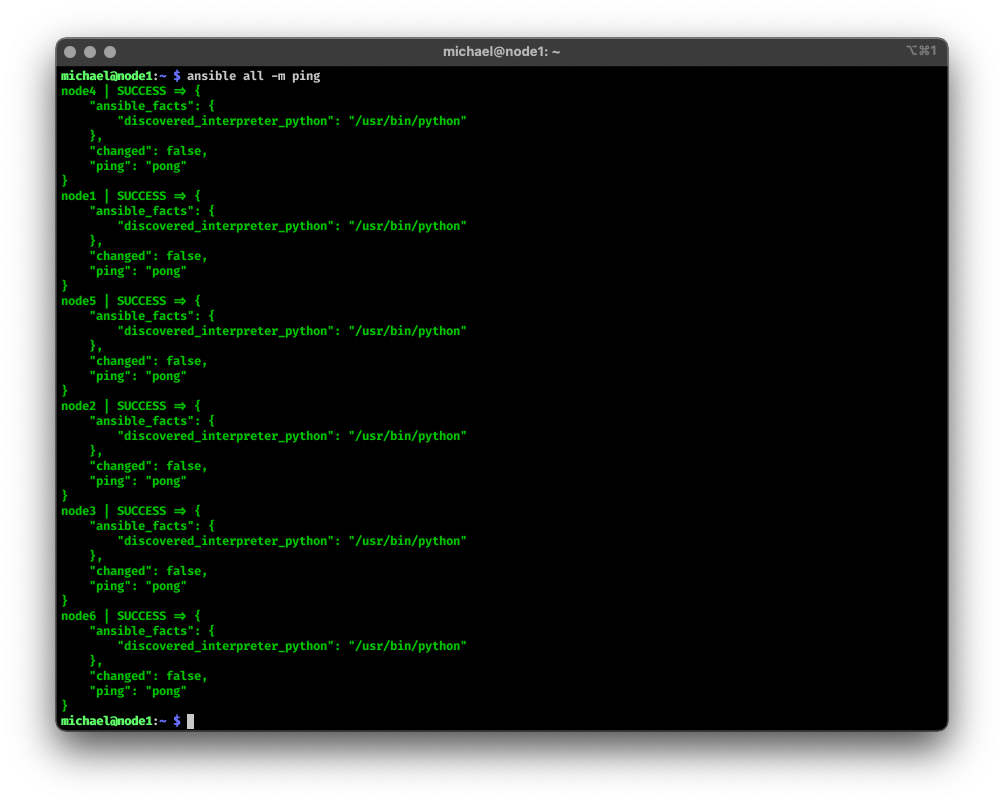 michael@node1: ~
⌥⌘1
michael@node1:~ $ ansible all -m ping
node4 | SUCCESS => {
    "ansible_facts": {
        "discovered_interpreter_python": "/usr/bin/python"
    },
    "changed": false,
    "ping": "pong"
}
node1 | SUCCESS => {
    "ansible_facts": {
        "discovered_interpreter_python": "/usr/bin/python"
    },
    "changed": false,
    "ping": "pong"
}
node5 | SUCCESS => {
    "ansible_facts": {
        "discovered_interpreter_python": "/usr/bin/python"
    },
    "changed": false,
    "ping": "pong"
}
node2 | SUCCESS => {
    "ansible_facts": {
        "discovered_interpreter_python": "/usr/bin/python"
    },
    "changed": false,
    "ping": "pong"
}
node3 | SUCCESS => {
    "ansible_facts": {
        "discovered_interpreter_python": "/usr/bin/python"
    },
    "changed": false,
    "ping": "pong"
}
node6 | SUCCESS => {
    "ansible_facts": {
        "discovered_interpreter_python": "/usr/bin/python"
    },
    "changed": false,
    "ping": "pong"
}
michael@node1:~ $